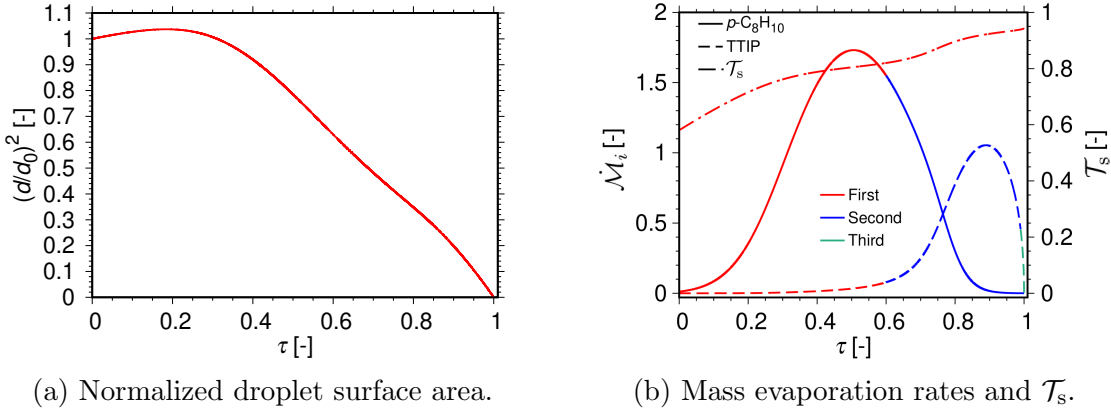 1.1
1
0.9
0.8
0.7
0.6
0.5
0.4
0.3
0.2
0.1
0
(d/d₀)² [-]
0 0.2 0.4 0.6 0.8 1
τ [-]
(a) Normalized droplet surface area.
2
1.5
1
0.5
0
Ṁᵢ [-]
p-C₈H₁₀
TTIP
𝒯ₛ
First
Second
Third
1
0.8
0.6
0.4
0.2
0
𝒯ₛ [-]
0 0.2 0.4 0.6 0.8 1
τ [-]
(b) Mass evaporation rates and 𝒯ₛ.